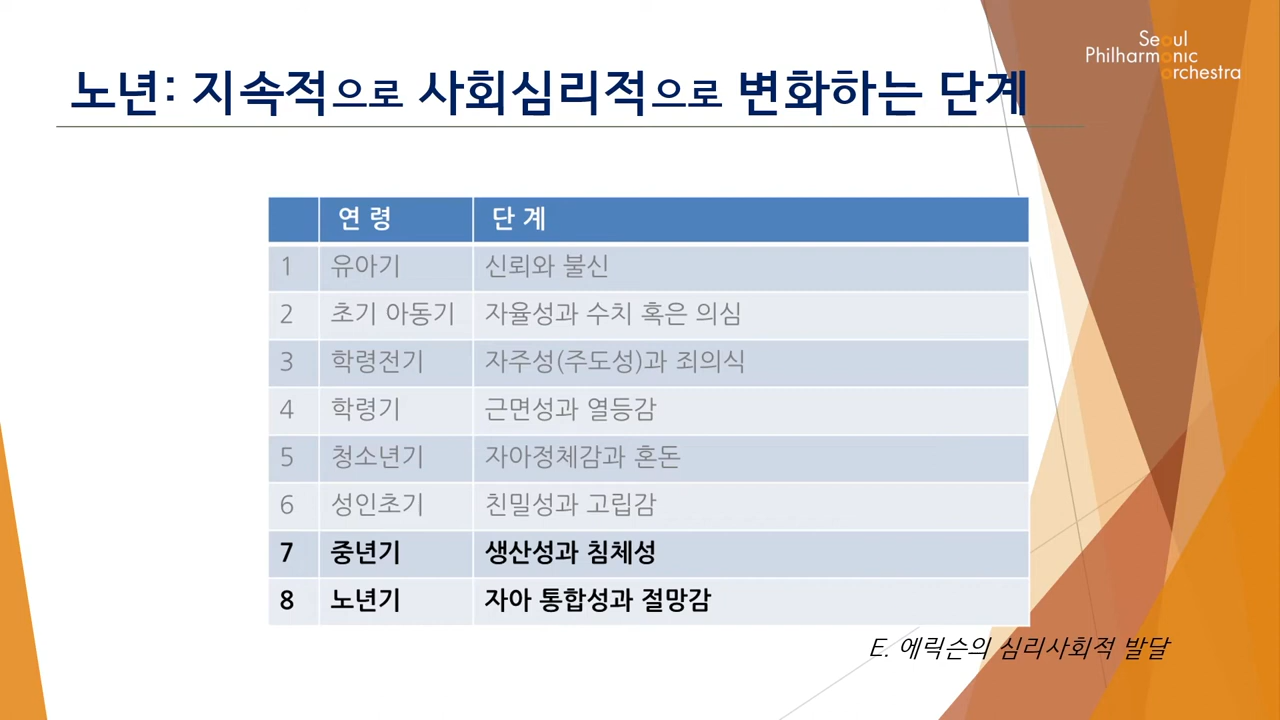 Seoul
Philharmonic
Orchestra
노년: 지속적으로 사회심리적으로 변화하는 단계
연 령 단 계
1 유아기 신뢰와 불신
2 초기 아동기 자율성과 수치 혹은 의심
3 학령전기 자주성(주도성)과 죄의식
4 학령기 근면성과 열등감
5 청소년기 자아정체감과 혼돈
6 성인초기 친밀성과 고립감
7 중년기 생산성과 침체성
8 노년기 자아 통합성과 절망감
E. 에릭슨의 심리사회적 발달